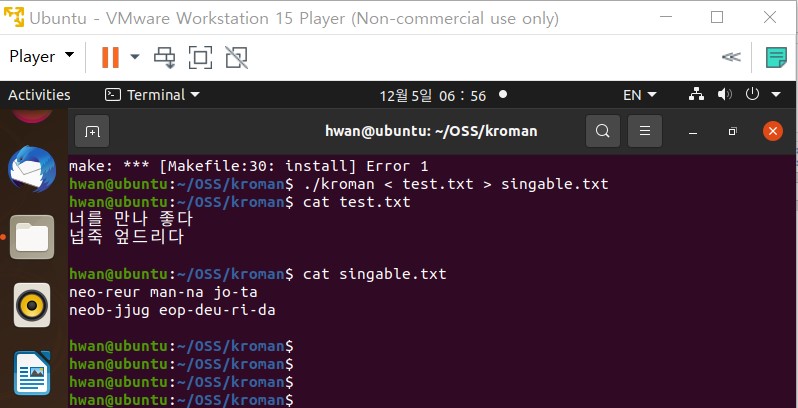 Ubuntu - VMware Workstation 15 Player (Non-commercial use only)
Player
Activities Terminal 12월 5일 06 : 56 EN
hwan@ubuntu: ~/OSS/kroman
make: *** [Makefile:30: install] Error 1
hwan@ubuntu:~/OSS/kroman$ ./kroman < test.txt > singable.txt
hwan@ubuntu:~/OSS/kroman$ cat test.txt
너를 만나 좋다
넙죽 엎드리다
hwan@ubuntu:~/OSS/kroman$ cat singable.txt
neo-reur man-na jo-ta
neob-jjug eop-deu-ri-da
hwan@ubuntu:~/OSS/kroman$
hwan@ubuntu:~/OSS/kroman$
hwan@ubuntu:~/OSS/kroman$
hwan@ubuntu:~/OSS/kroman$